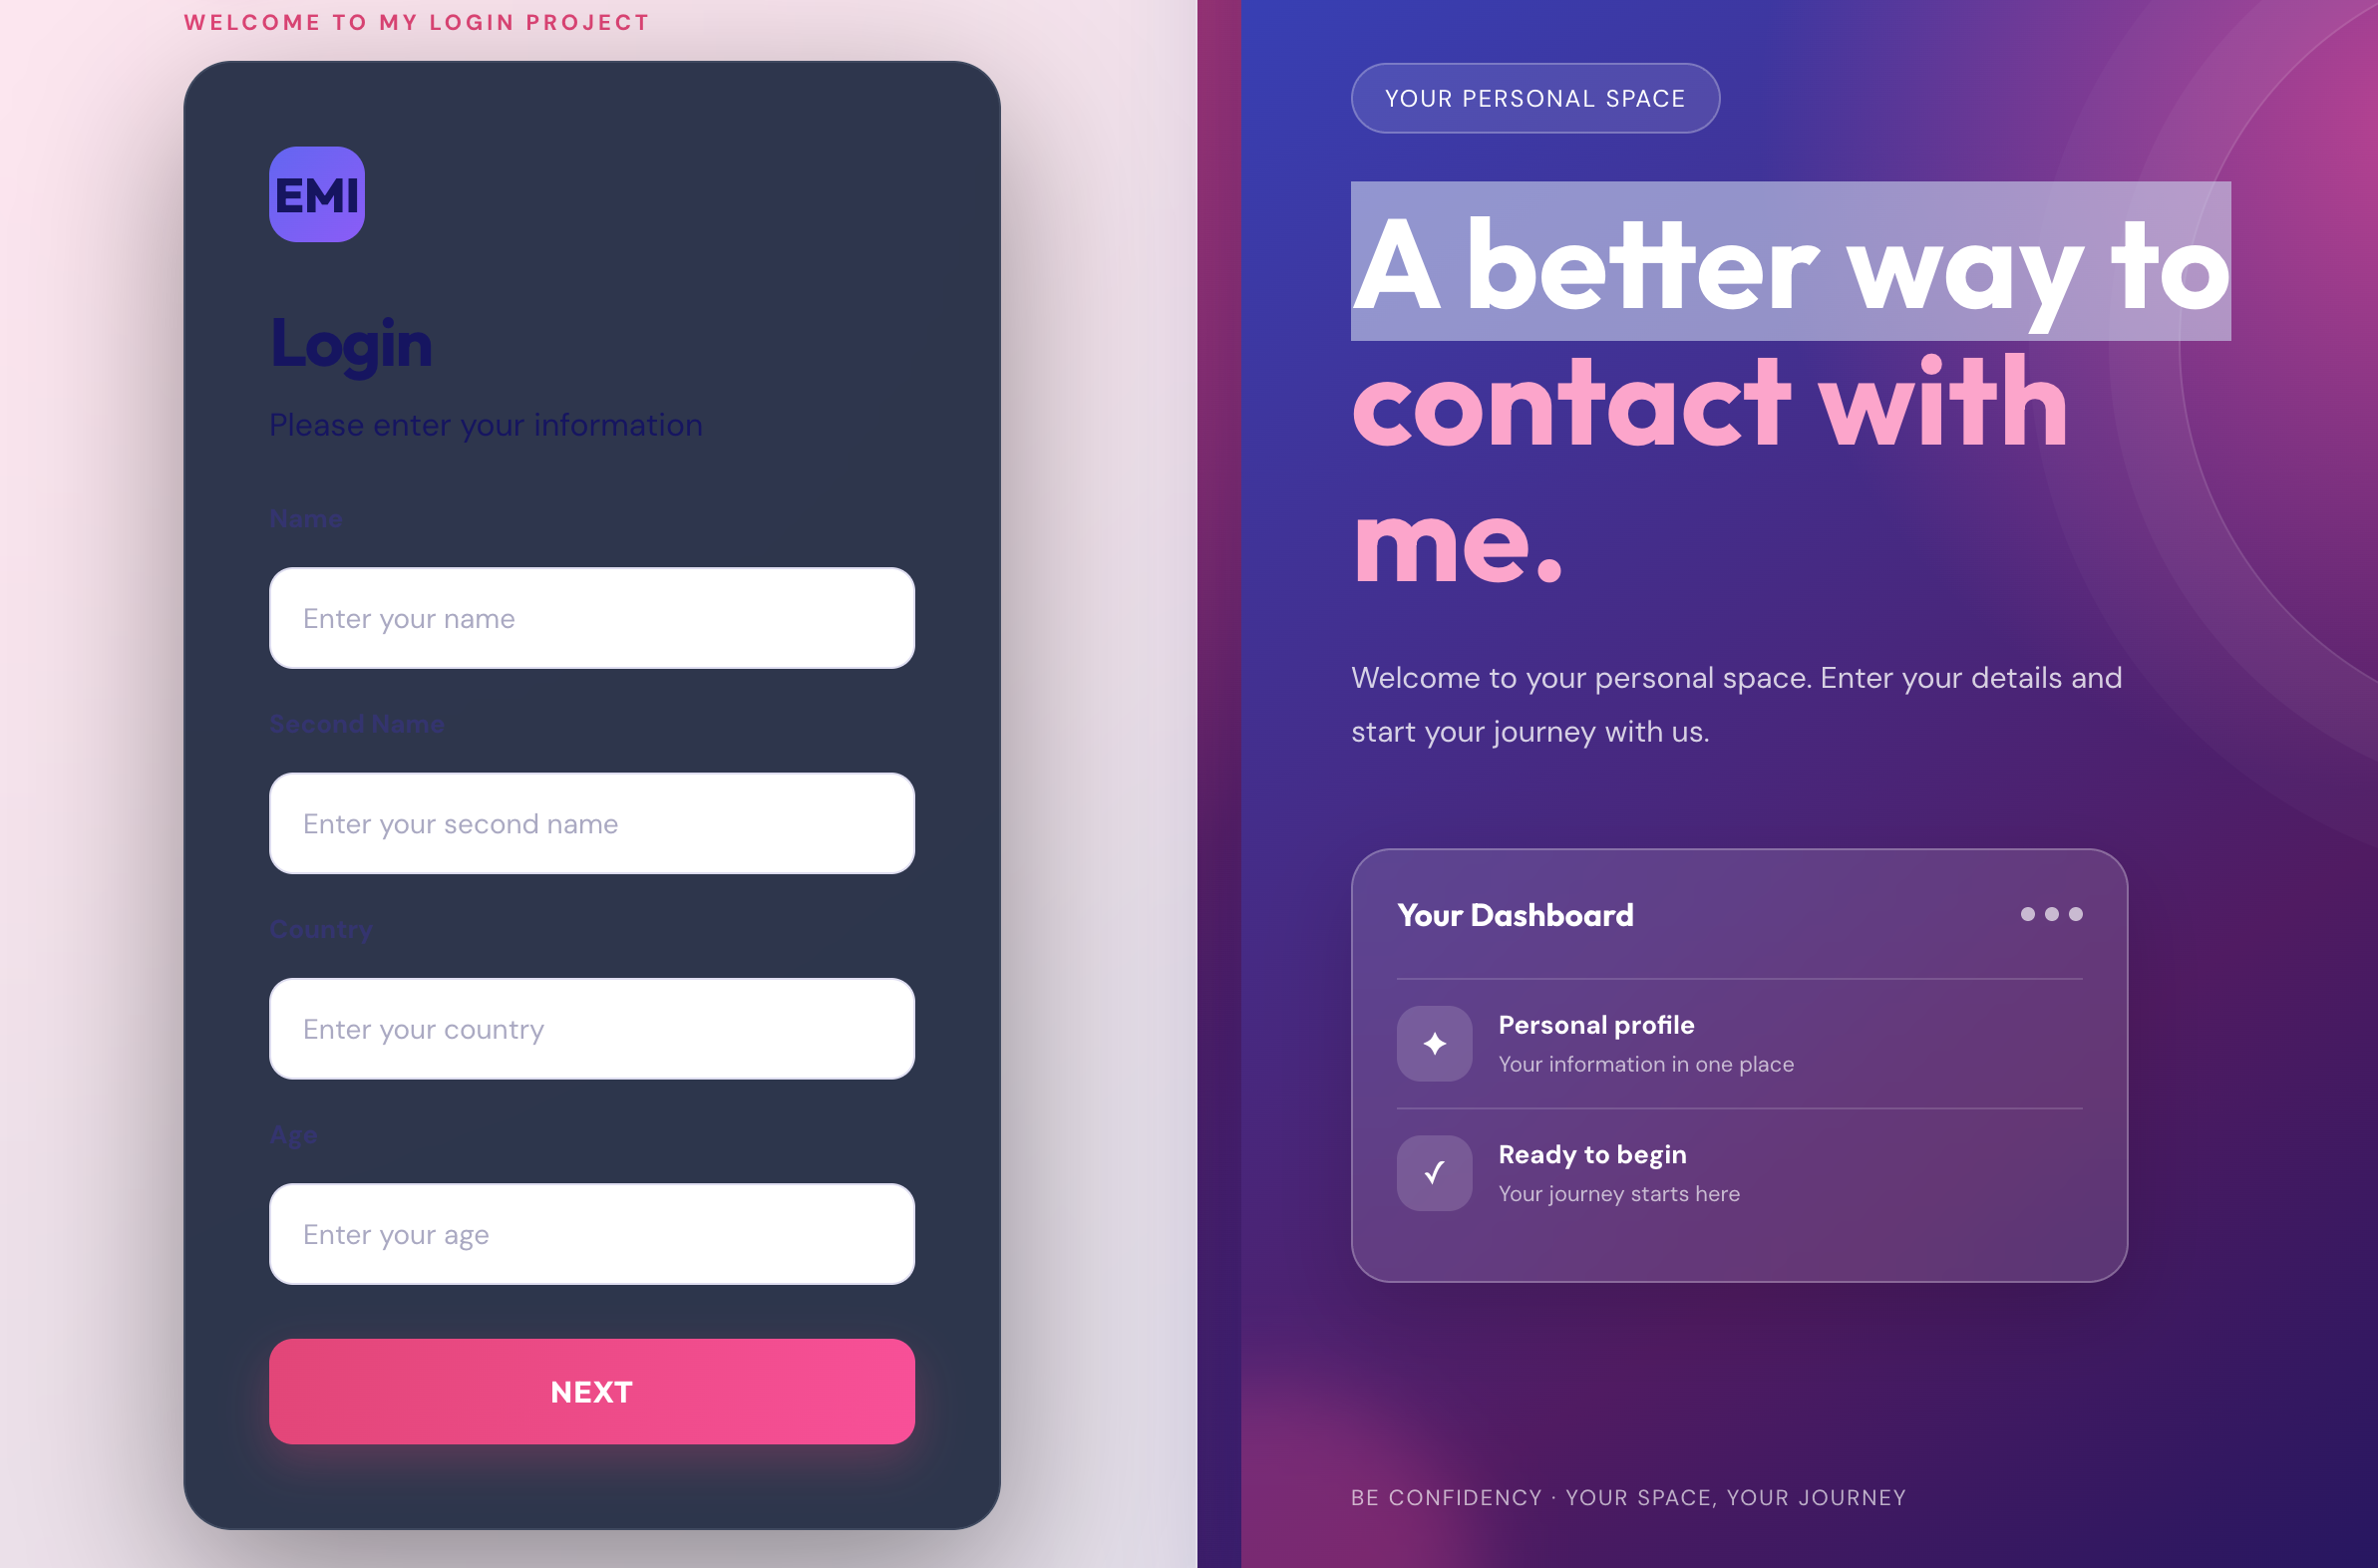 WELCOME TO MY LOGIN PROJECT
EMI
Login
Please enter your information
Name
Enter your name
Second Name
Enter your second name
Country
Enter your country
Age
Enter your age
NEXT
YOUR PERSONAL SPACE
A better way to
contact with
me.
Welcome to your personal space. Enter your details and
start your journey with us.
Your Dashboard
Personal profile
Your information in one place
Ready to begin
Your journey starts here
BE CONFIDENCY · YOUR SPACE, YOUR JOURNEY